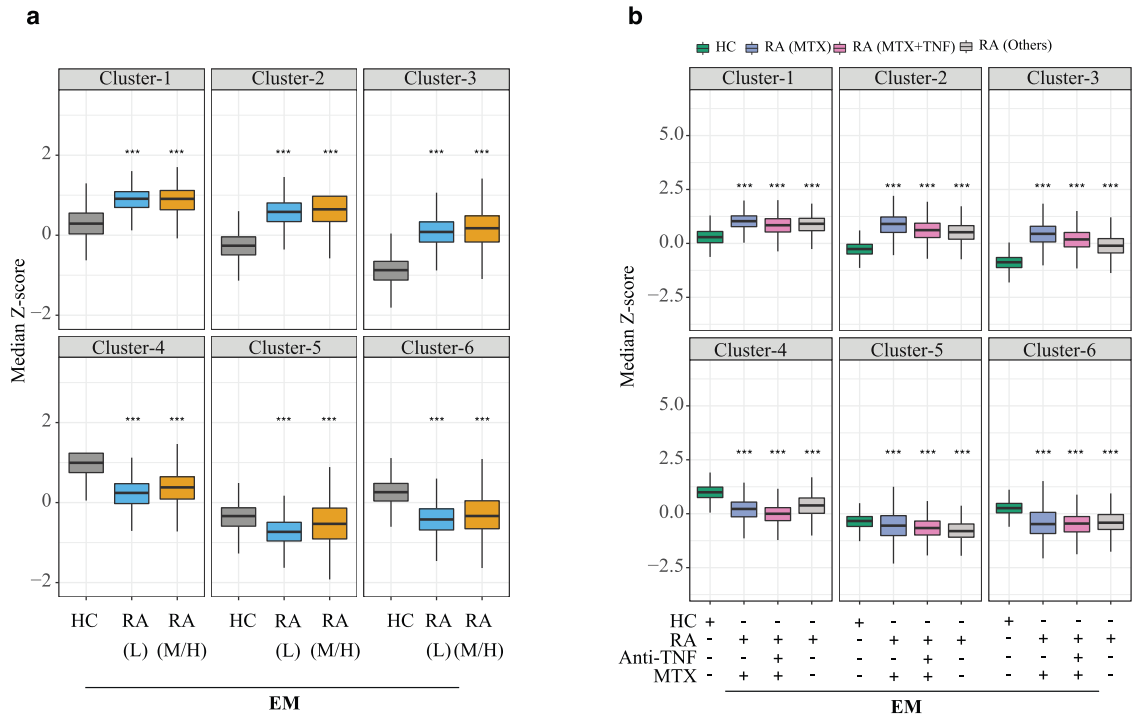 a
Median Z-score
Cluster-1 Cluster-2 Cluster-3
2
0
−2
*** *** *** *** *** ***
Cluster-4 Cluster-5 Cluster-6
2
0
−2
*** *** *** *** *** ***
HC RA RA HC RA RA HC RA RA
(L) (M/H) (L) (M/H) (L) (M/H)
EM
b
HC RA (MTX) RA (MTX+TNF) RA (Others)
Median Z-score
Cluster-1 Cluster-2 Cluster-3
5.0
2.5
0.0
−2.5
*** *** *** *** *** *** *** *** ***
Cluster-4 Cluster-5 Cluster-6
5.0
2.5
0.0
−2.5
*** *** *** *** *** *** *** *** ***
HC + - - - + - - - + - - -
RA - + + + - + + + - + + +
Anti-TNF - - + - - - + - - - + -
MTX - + + - - + + - - + + -
EM